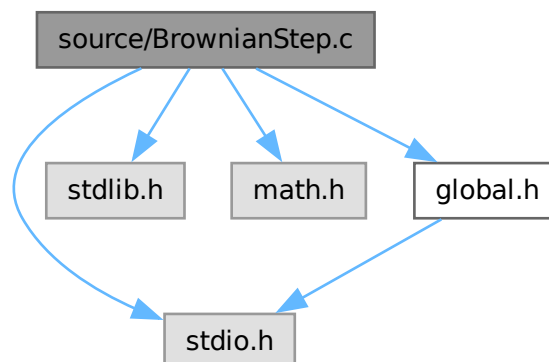 source/BrownianStep.c
stdlib.h
math.h
global.h
stdio.h